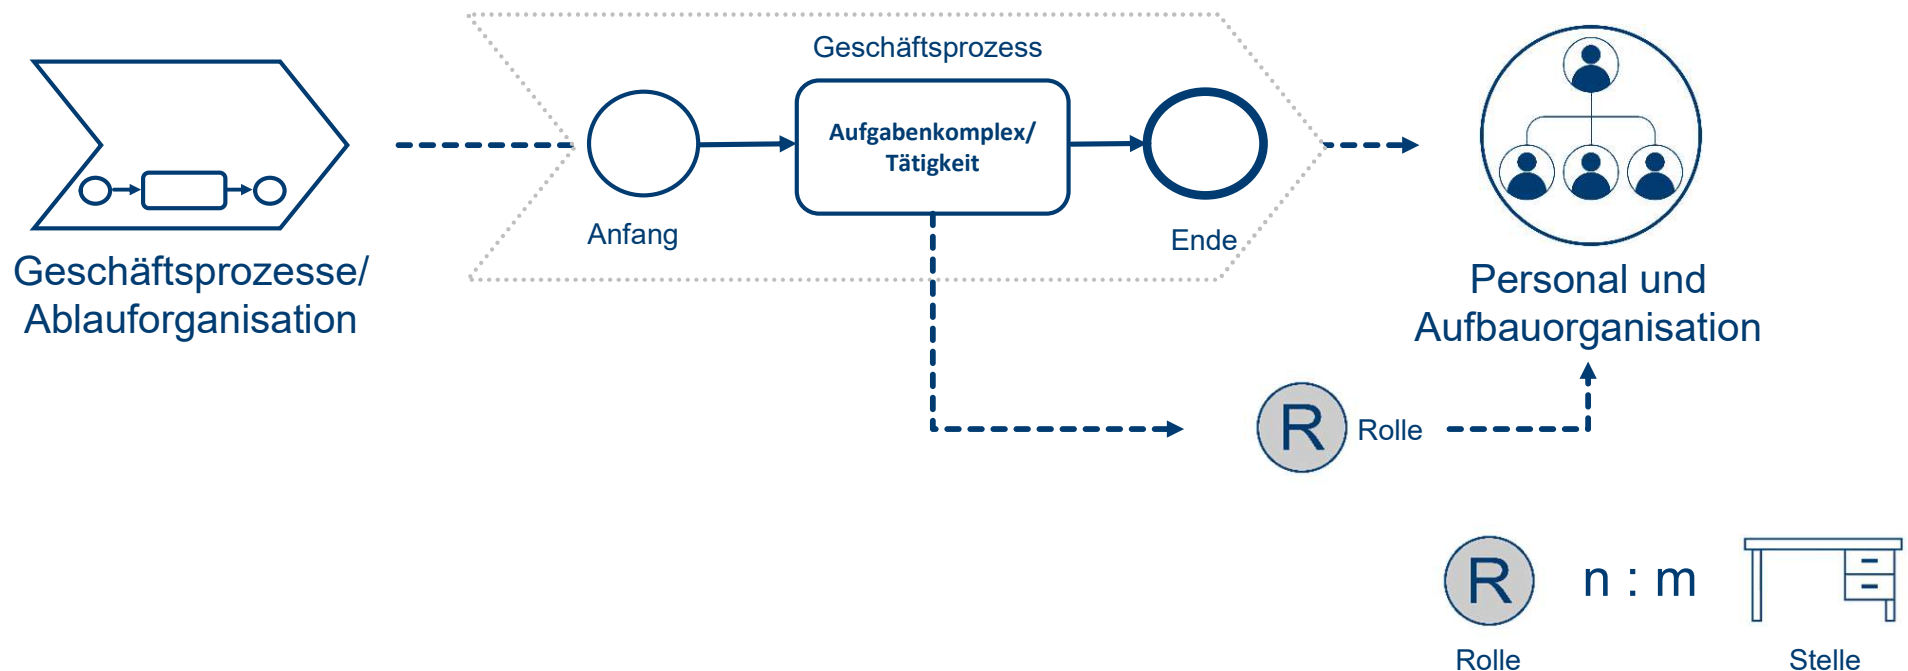 Geschäftsprozess
Aufgabenkomplex/
Tätigkeit
Anfang
Ende
Geschäftsprozesse/
Ablauforganisation
Personal und
Aufbauorganisation
R
Rolle
R
n : m
Rolle
Stelle